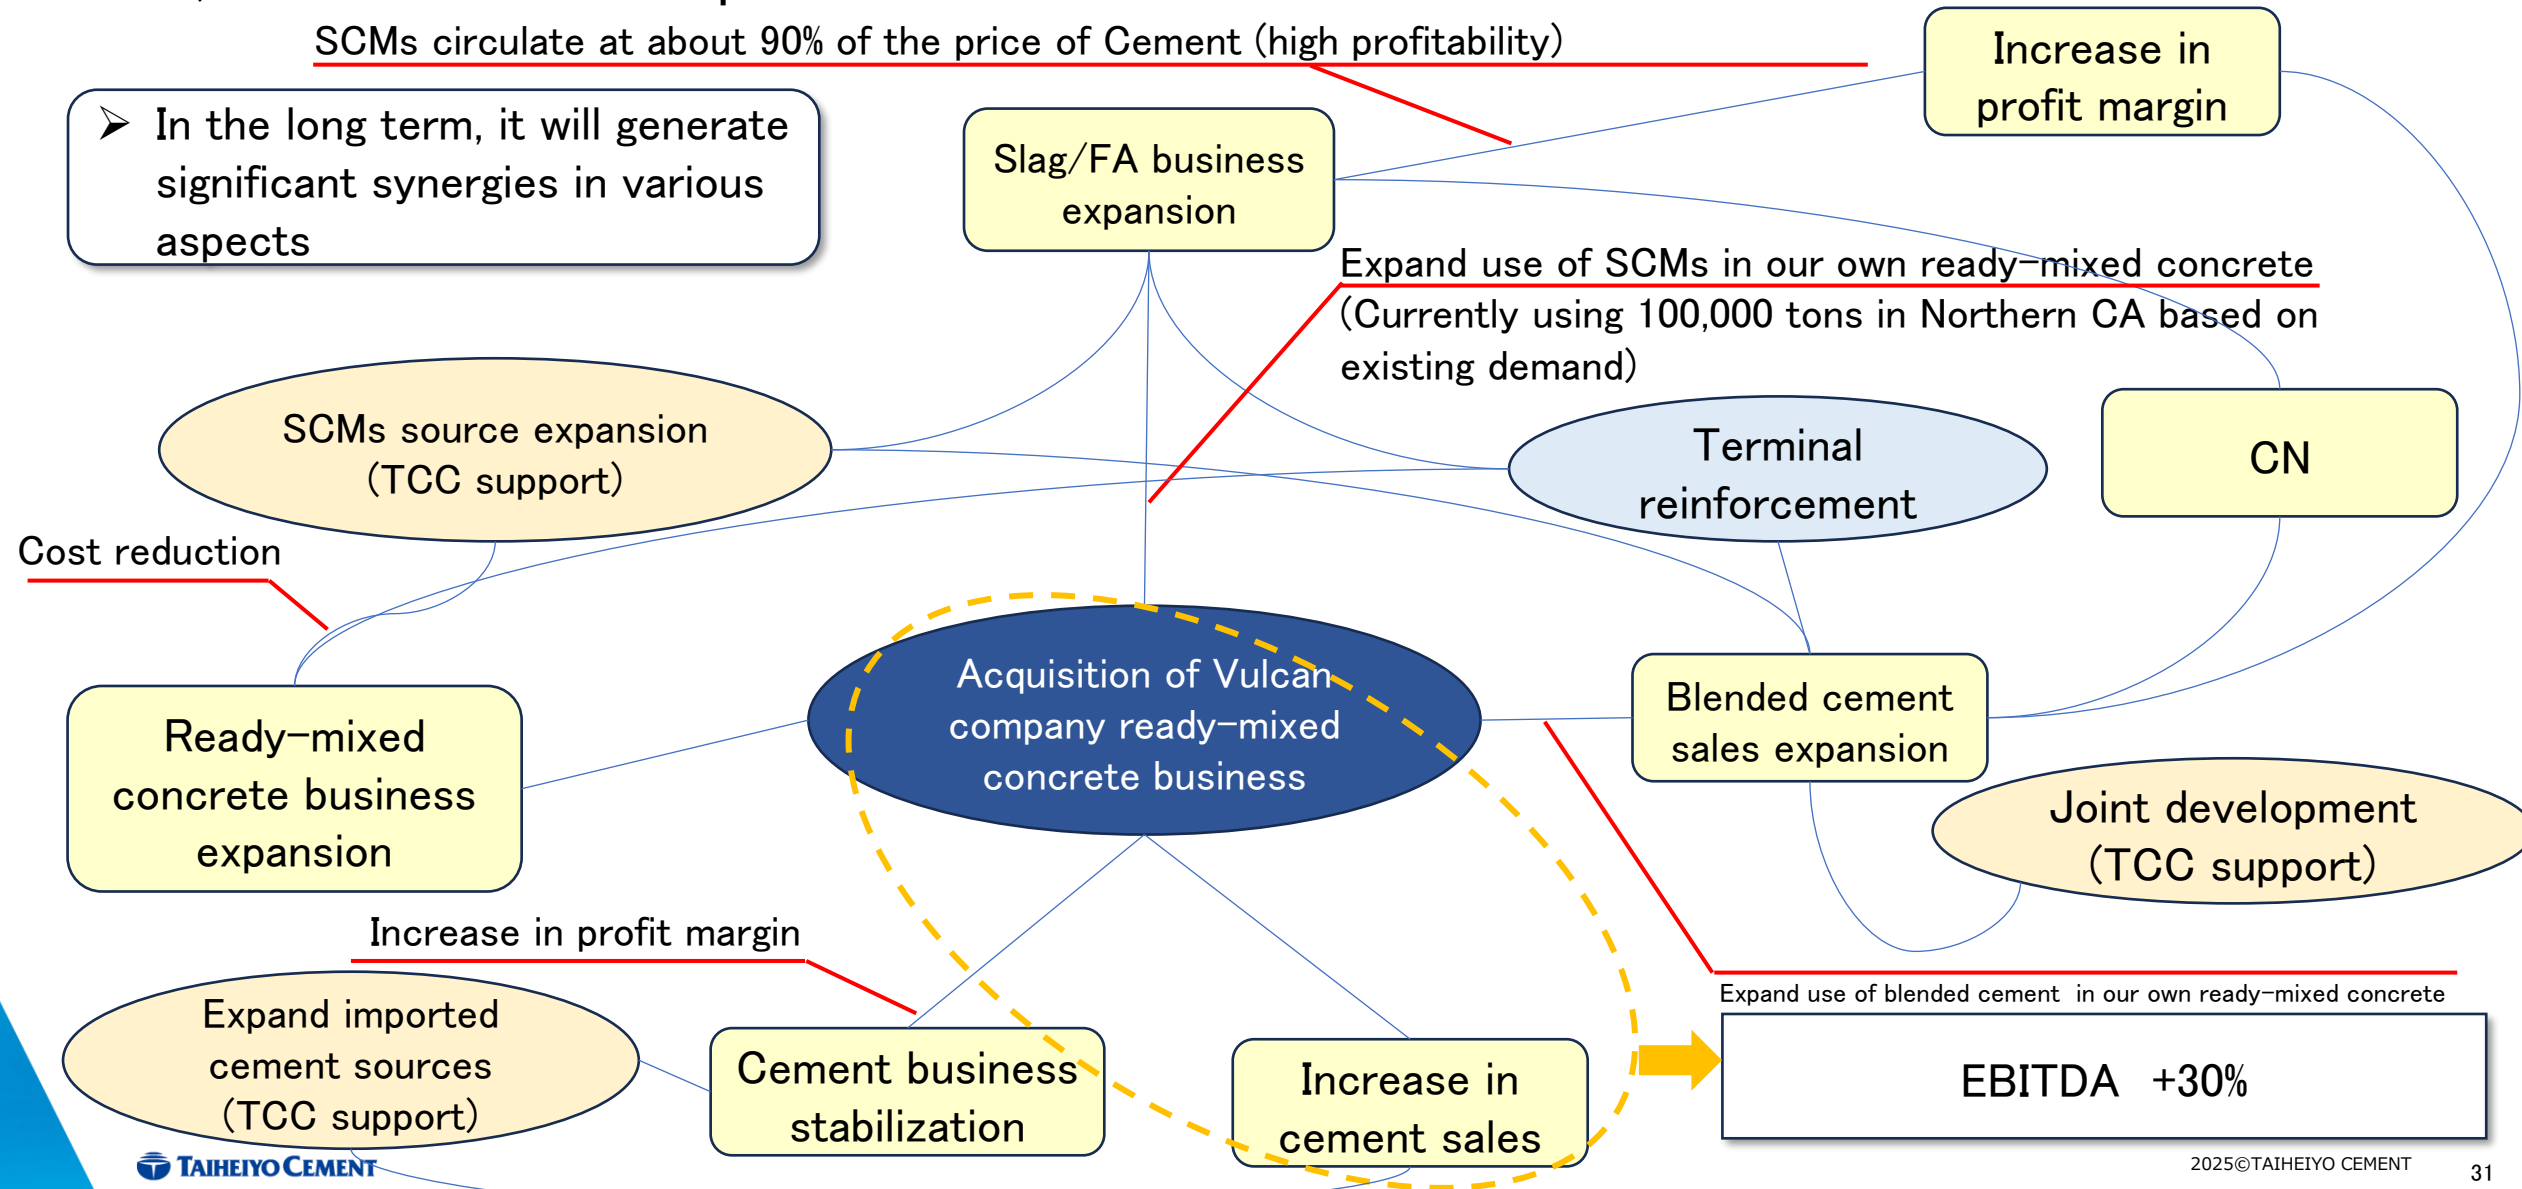 SCMs circulate at about 90% of the price of Cement (high profitability)
Increase in
profit margin
➢ In the long term, it will generate
significant synergies in various
aspects
Slag/FA business
expansion
Expand use of SCMs in our own ready-mixed concrete
(Currently using 100,000 tons in Northern CA based on
existing demand)
SCMs source expansion
(TCC support)
Terminal
reinforcement
CN
Cost reduction
Acquisition of Vulcan
company ready-mixed
concrete business
Blended cement
sales expansion
Ready-mixed
concrete business
expansion
Joint development
(TCC support)
Increase in profit margin
Expand use of blended cement in our own ready-mixed concrete
Expand imported
cement sources
(TCC support)
Cement business
stabilization
Increase in
cement sales
EBITDA +30%
TAIHEIYO CEMENT
2025©TAIHEIYO CEMENT
31